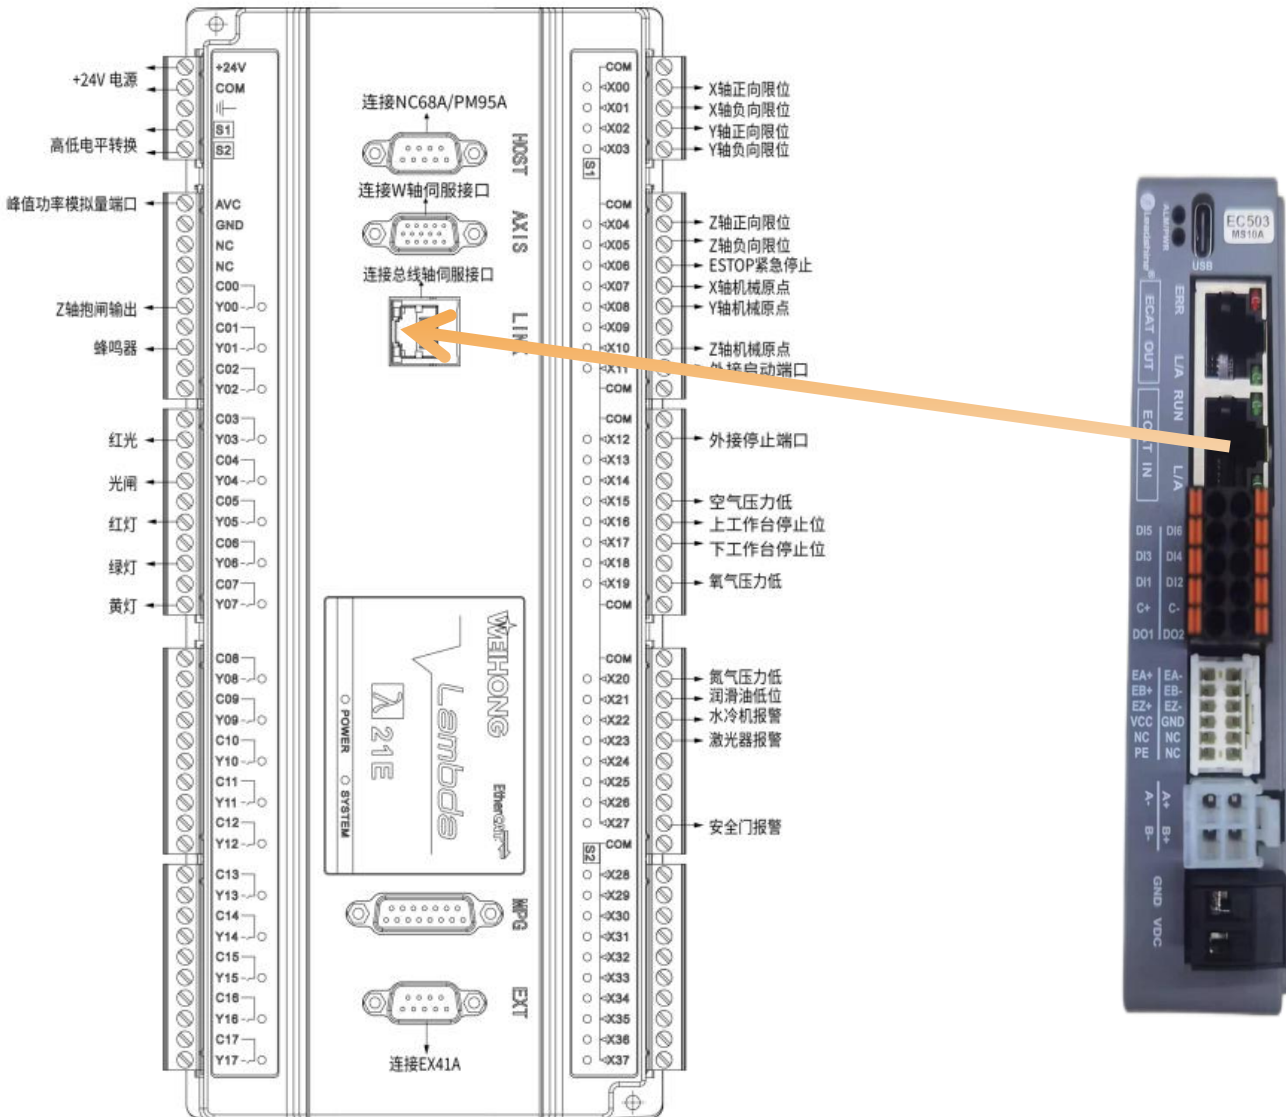 +24V 电源
高低电平转换
峰值功率模拟量端口
Z轴抱闸输出
蜂鸣器
红光
光闸
红灯
绿灯
黄灯
+24V
COM
S1
S2
AVC
GND
NC
NC
C00
Y00
C01
Y01
C02
Y02
C03
Y03
C04
Y04
C05
Y05
C06
Y06
C07
Y07
C08
Y08
C09
Y09
C10
Y10
C11
Y11
C12
Y12
C13
Y13
C14
Y14
C15
Y15
C16
Y16
C17
Y17
连接NC68A/PM95A
HOST
连接W轴伺服接口
AXIS
连接总线轴伺服接口
WEIHONG
Lambda
21E
EtherCAT
POWER
SYSTEM
MPG
EXT
连接EX41A
COM
X00
X01
X02
X03
S1
COM
X04
X05
X06
X07
X08
X09
X10
X11
COM
COM
X12
X13
X14
X15
X16
X17
X18
X19
COM
COM
X20
X21
X22
X23
X24
X25
X26
X27
COM
S2
X28
X29
X30
X31
X32
X33
X34
X35
X36
X37
X轴正向限位
X轴负向限位
Y轴正向限位
Y轴负向限位
Z轴正向限位
Z轴负向限位
ESTOP紧急停止
X轴机械原点
Y轴机械原点
Z轴机械原点
外接启动端口
外接停止端口
空气压力低
上工作台停止位
下工作台停止位
氧气压力低
氮气压力低
润滑油低位
水冷机报警
激光器报警
安全门报警
leadshine
ALM/PWR
USB
EC503
MS10A
ERR
ECAT OUT
L/A
RUN
ECAT IN
L/A
DI5 DI6
DI3 DI4
DI1 DI2
C+ C-
DO1 DO2
EA+ EA-
EB+ EB-
EZ+ EZ-
VCC GND
NC NC
PE NC
A- A+
B- B+
GND VDC